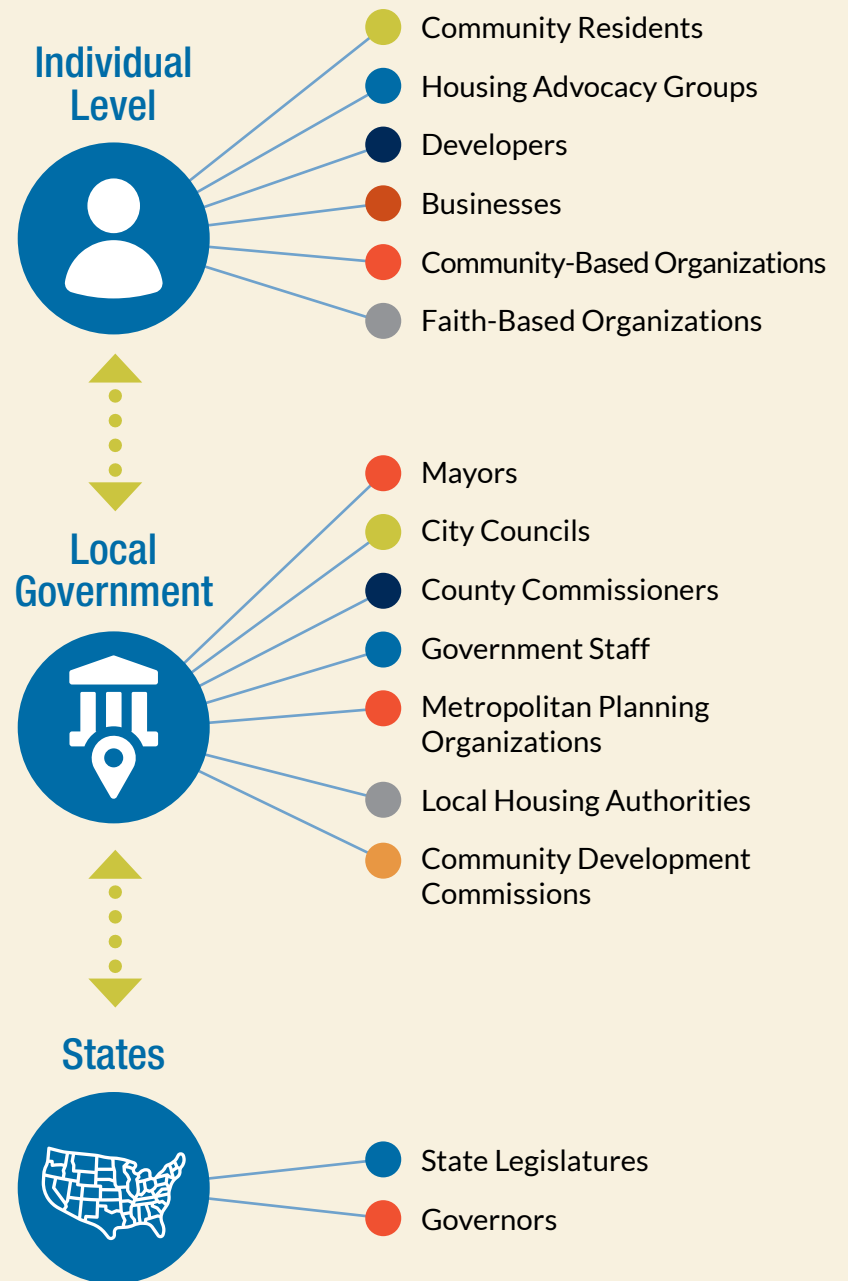 Individual
Level
Community Residents
Housing Advocacy Groups
Developers
Businesses
Community-Based Organizations
Faith-Based Organizations
Local
Government
Mayors
City Councils
County Commissioners
Government Staff
Metropolitan Planning
Organizations
Local Housing Authorities
Community Development
Commissions
States
State Legislatures
Governors